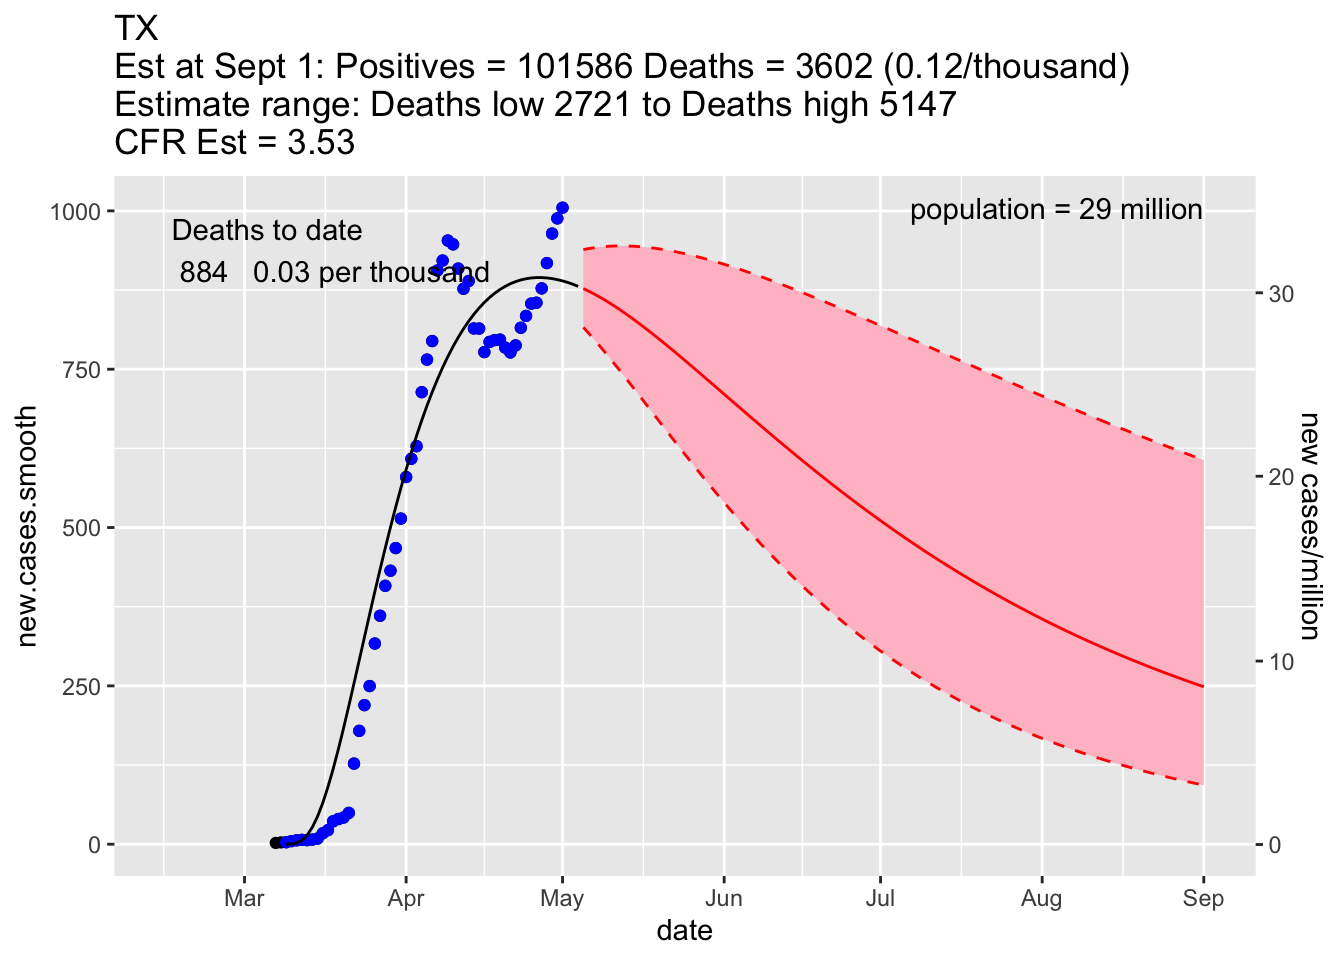 TX
Est at Sept 1: Positives = 101586 Deaths = 3602 (0.12/thousand)
Estimate range: Deaths low 2721 to Deaths high 5147
CFR Est = 3.53
Deaths to date
884 0.03 per thousand
population = 29 million
1000
750
500
250
0
new.cases.smooth
30
20
10
0
new cases/million
Mar Apr May Jun Jul Aug Sep
date